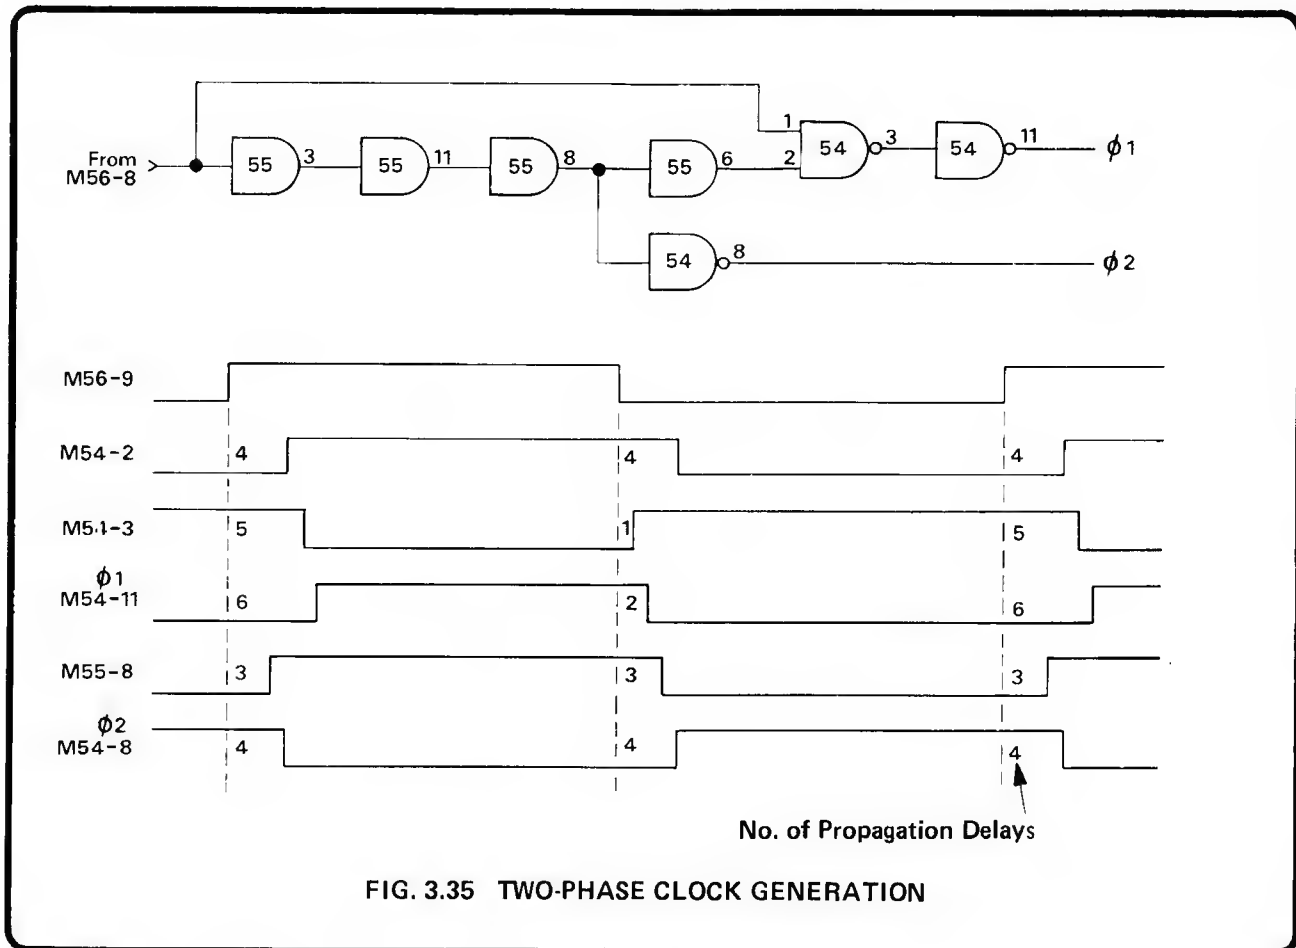 From
M56-8
55
3
55
11
55
8
55
6
1
2
54
3
54
11
ϕ1
54
8
ϕ2
M56-9
M54-2
4
4
4
M54-3
5
1
5
ϕ1
M54-11
6
2
6
M55-8
3
3
3
ϕ2
M54-8
4
4
4
No. of Propagation Delays
FIG. 3.35 TWO-PHASE CLOCK GENERATION